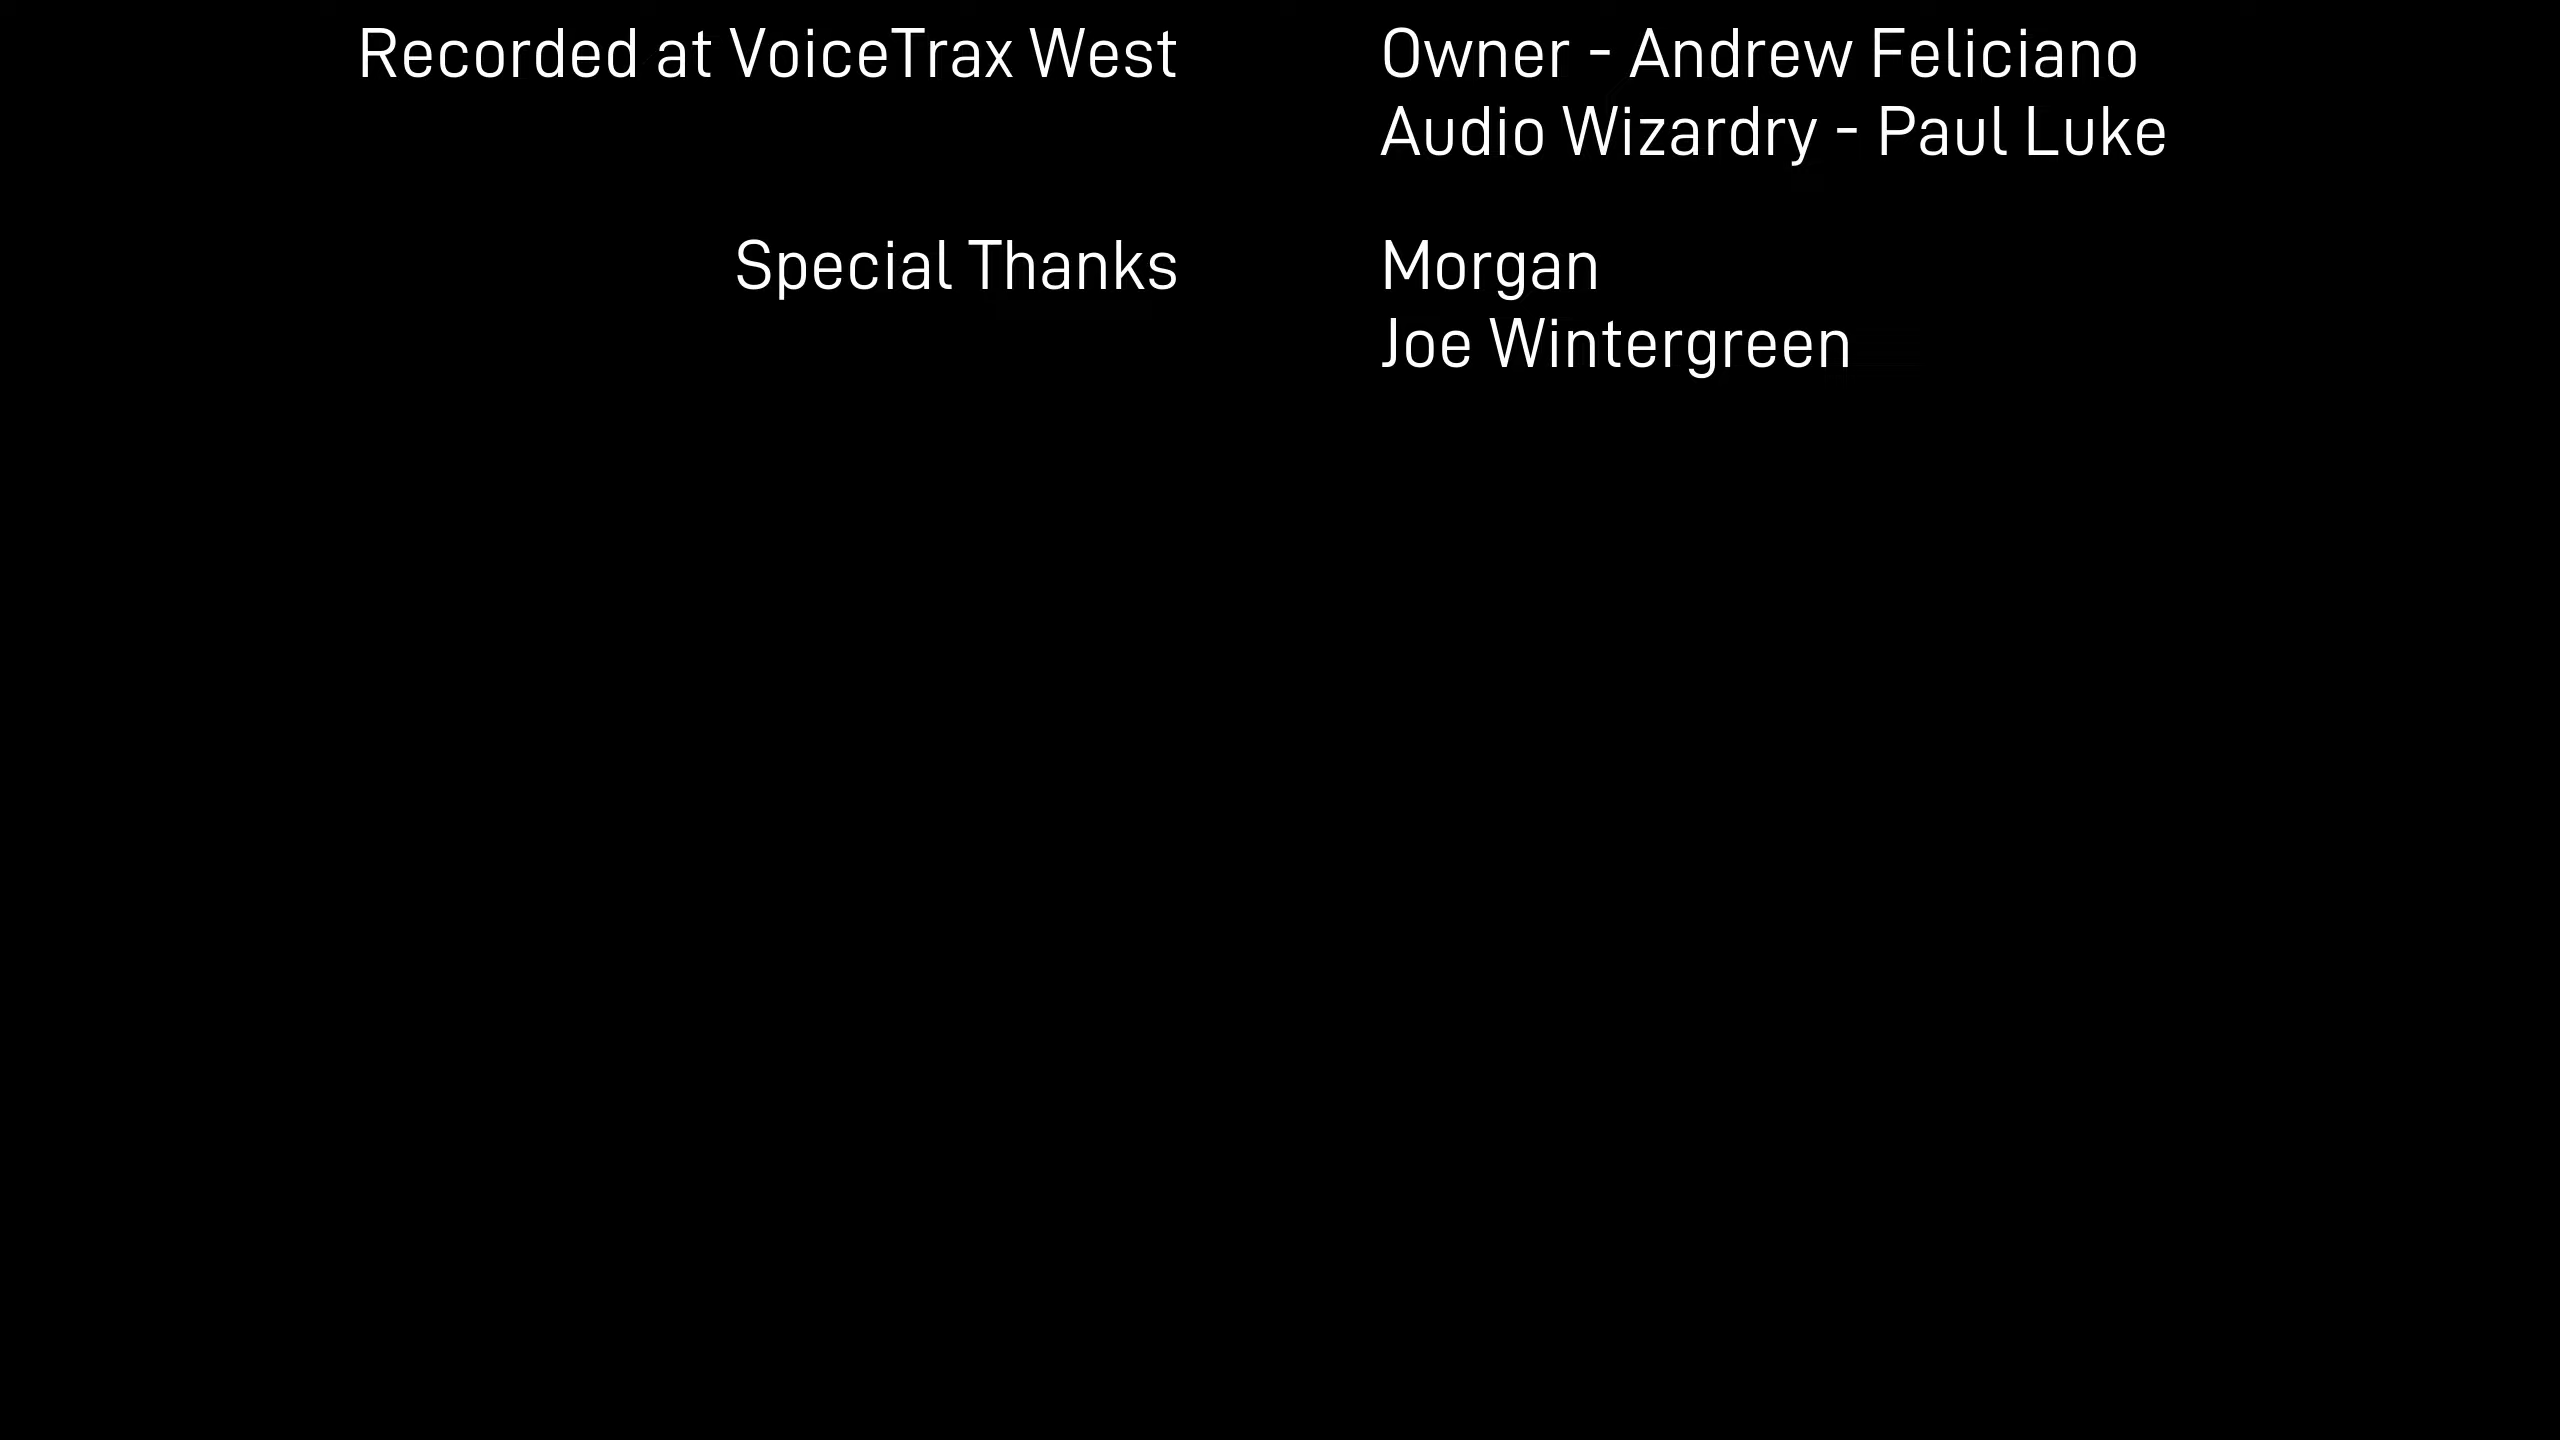 Recorded at VoiceTrax West
Owner - Andrew Feliciano
Audio Wizardry - Paul Luke
Special Thanks
Morgan
Joe Wintergreen